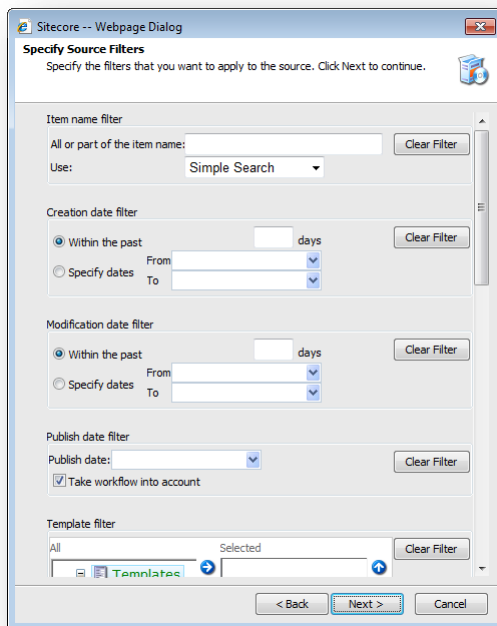 Sitecore -- Webpage Dialog
Specify Source Filters
Specify the filters that you want to apply to the source. Click Next to continue.
Item name filter
All or part of the item name:
Clear Filter
Use:
Simple Search
Creation date filter
Within the past
days
Clear Filter
From
Specify dates
To
Modification date filter
Within the past
days
Clear Filter
From
Specify dates
To
Publish date filter
Publish date:
Clear Filter
Take workflow into account
Template filter
All
Selected
Clear Filter
Templates
< Back
Next >
Cancel